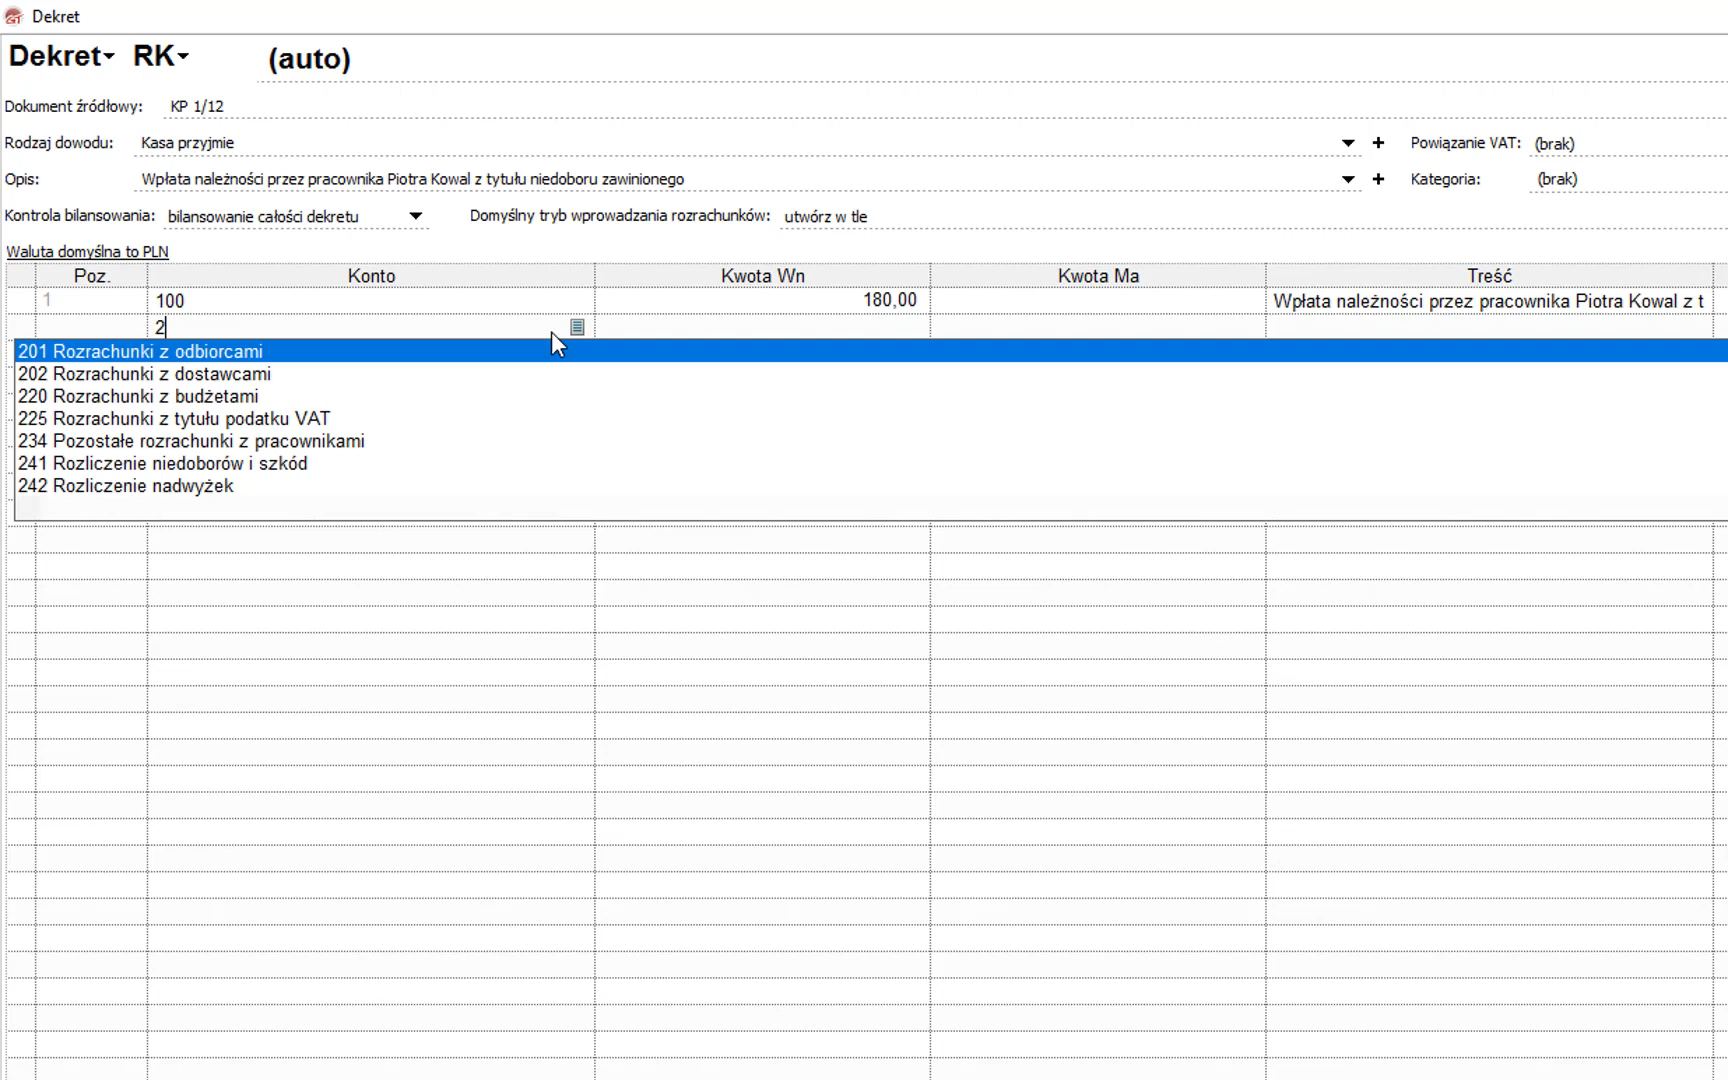 Dekret
Dekret RK (auto)
Dokument źródłowy: KP 1/12
Rodzaj dowodu: Kasa przyjmie Powiązanie VAT: (brak)
Opis: Wpłata należności przez pracownika Piotra Kowal z tytułu niedoboru zawinionego Kategoria: (brak)
Kontrola bilansowania: bilansowanie całości dekretu Domyślny tryb wprowadzania rozrachunków: utwórz w tle
Waluta domyślna to PLN
Poz. Konto Kwota Wn Kwota Ma Treść
1 100 180,00 Wpłata należności przez pracownika Piotra Kowal z t
2
201 Rozrachunki z odbiorcami
202 Rozrachunki z dostawcami
220 Rozrachunki z budżetami
225 Rozrachunki z tytułu podatku VAT
234 Pozostałe rozrachunki z pracownikami
241 Rozliczenie niedoborów i szkód
242 Rozliczenie nadwyżek